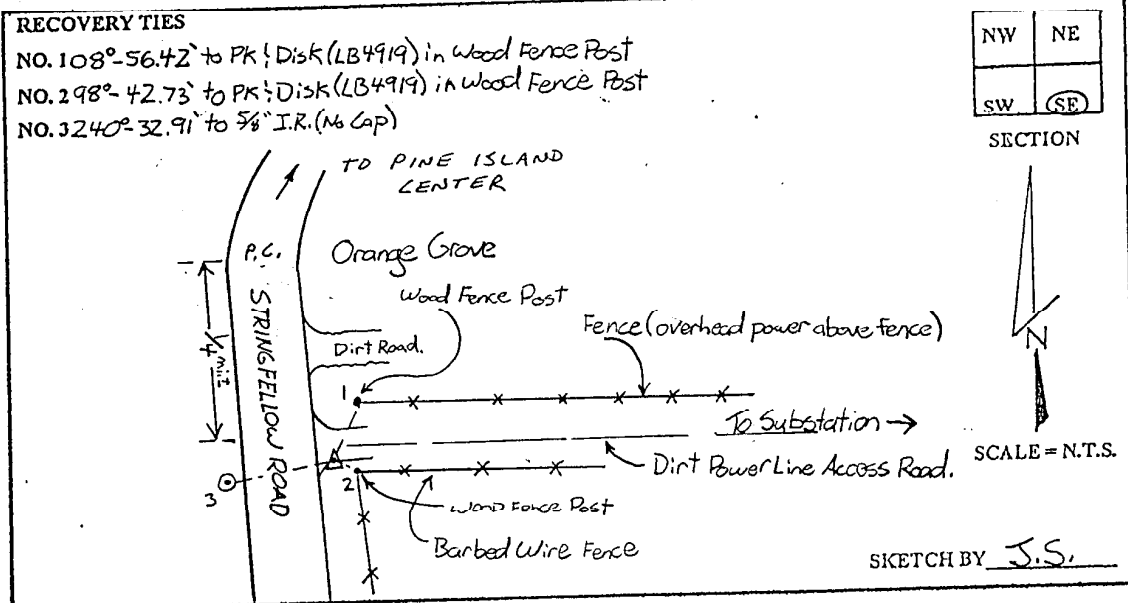 RECOVERY TIES
NO. 1 08°-56.42' to PK & Disk (LB4919) in Wood Fence Post
NO. 2 98°-42.73' to PK & Disk (LB4919) in Wood Fence Post
NO. 3 240°-32.91' to 5/8" I.R. (No Cap)
NW NE
SW SE
SECTION
TO PINE ISLAND
CENTER
P.C.
Orange Grove
Wood Fence Post
STRINGFELLOW ROAD
1/4 mi±
Dirt Road.
Fence (overhead power above fence)
N
1
To Substation →
SCALE = N.T.S.
Dirt Power Line Access Road.
2
3
Wood Fence Post
Barbed Wire Fence
SKETCH BY J.S.